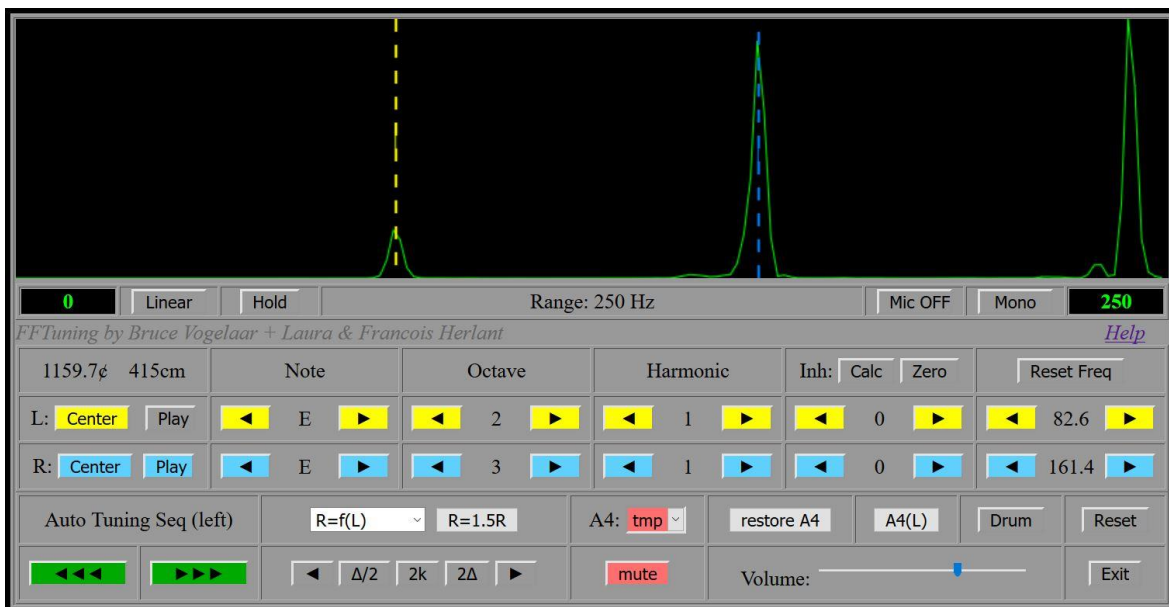 0 Linear Hold Range: 250 Hz Mic OFF Mono 250
FFTuning by Bruce Vogelaar + Laura & Francois Herlant Help
1159.7¢ 415cm Note Octave Harmonic Inh: Calc Zero Reset Freq
L: Center Play ◄ E ► ◄ 2 ► ◄ 1 ► ◄ 0 ► ◄ 82.6 ►
R: Center Play ◄ E ► ◄ 3 ► ◄ 1 ► ◄ 0 ► ◄ 161.4 ►
Auto Tuning Seq (left) R=f(L) R=1.5R A4: tmp restore A4 A4(L) Drum Reset
◄◄◄ ►►► ◄ Δ/2 2k 2Δ ► mute Volume: Exit